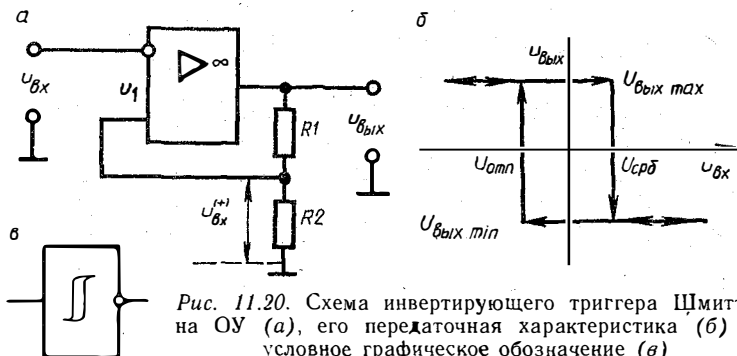 а
u_вх
U_1
▷ ∞
R1
u_вх^(+)
R2
u_вых
б
u_вых
U_вых max
U_отп
U_срб
u_вх
U_вых min
в
Рис. 11.20. Схема инвертирующего триггера Шмит
на ОУ (а), его передаточная характеристика (б)
условное графическое обозначение (в)